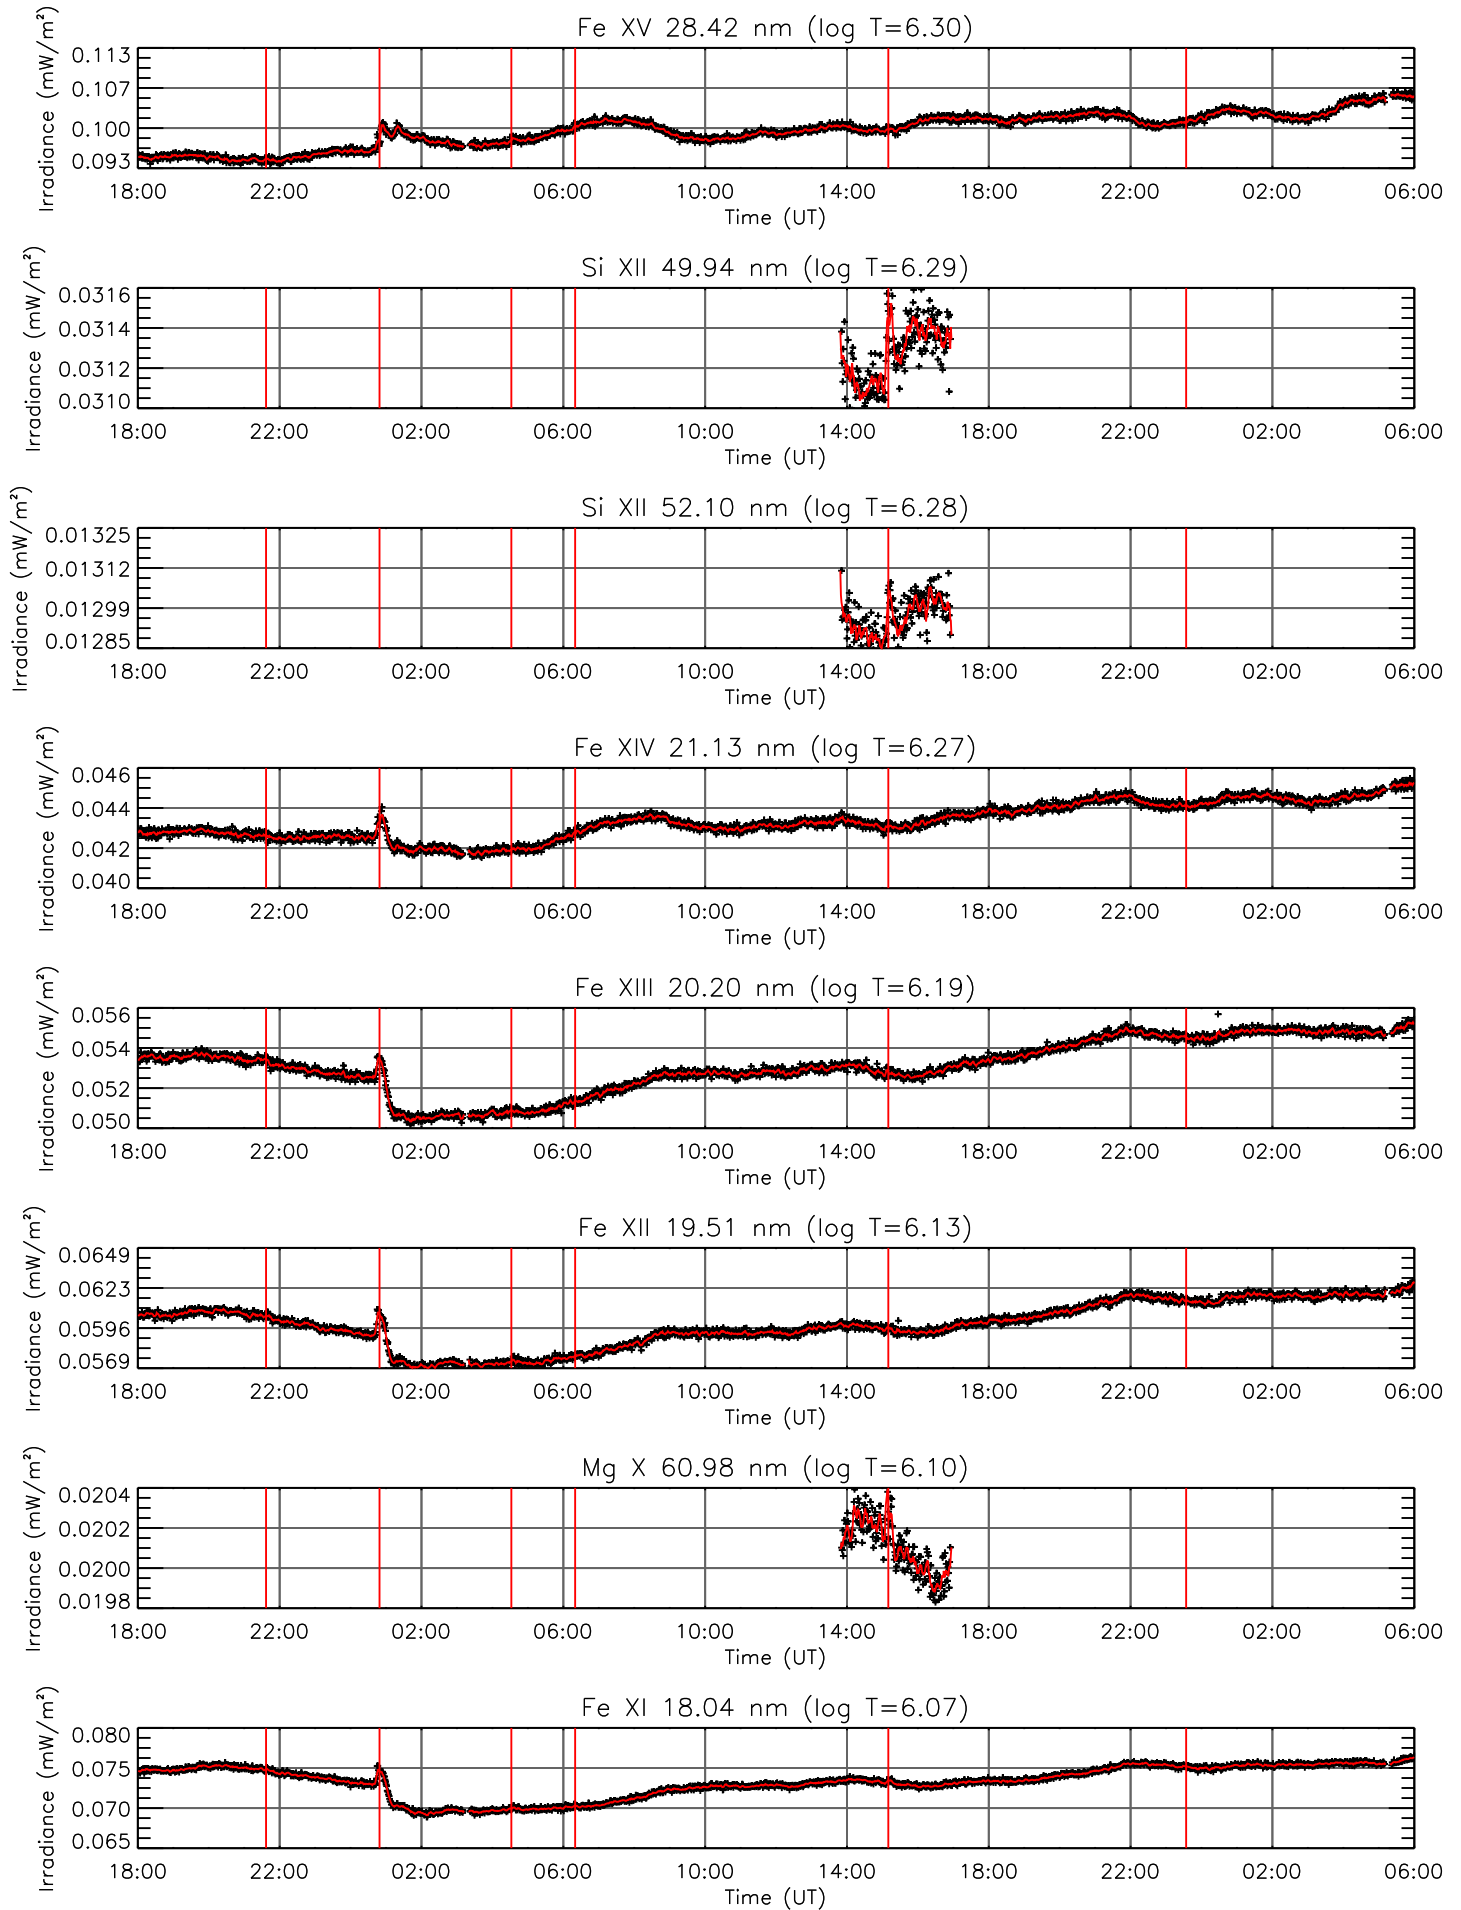 Fe XV 28.42 nm (log T=6.30)
Irradiance (mW/m²)
0.113
0.107
0.100
0.093
18:00 22:00 02:00 06:00 10:00 14:00 18:00 22:00 02:00 06:00
Time (UT)
Si XII 49.94 nm (log T=6.29)
Irradiance (mW/m²)
0.0316
0.0314
0.0312
0.0310
18:00 22:00 02:00 06:00 10:00 14:00 18:00 22:00 02:00 06:00
Time (UT)
Si XII 52.10 nm (log T=6.28)
Irradiance (mW/m²)
0.01325
0.01312
0.01299
0.01285
18:00 22:00 02:00 06:00 10:00 14:00 18:00 22:00 02:00 06:00
Time (UT)
Fe XIV 21.13 nm (log T=6.27)
Irradiance (mW/m²)
0.046
0.044
0.042
0.040
18:00 22:00 02:00 06:00 10:00 14:00 18:00 22:00 02:00 06:00
Time (UT)
Fe XIII 20.20 nm (log T=6.19)
Irradiance (mW/m²)
0.056
0.054
0.052
0.050
18:00 22:00 02:00 06:00 10:00 14:00 18:00 22:00 02:00 06:00
Time (UT)
Fe XII 19.51 nm (log T=6.13)
Irradiance (mW/m²)
0.0649
0.0623
0.0596
0.0569
18:00 22:00 02:00 06:00 10:00 14:00 18:00 22:00 02:00 06:00
Time (UT)
Mg X 60.98 nm (log T=6.10)
Irradiance (mW/m²)
0.0204
0.0202
0.0200
0.0198
18:00 22:00 02:00 06:00 10:00 14:00 18:00 22:00 02:00 06:00
Time (UT)
Fe XI 18.04 nm (log T=6.07)
Irradiance (mW/m²)
0.080
0.075
0.070
0.065
18:00 22:00 02:00 06:00 10:00 14:00 18:00 22:00 02:00 06:00
Time (UT)